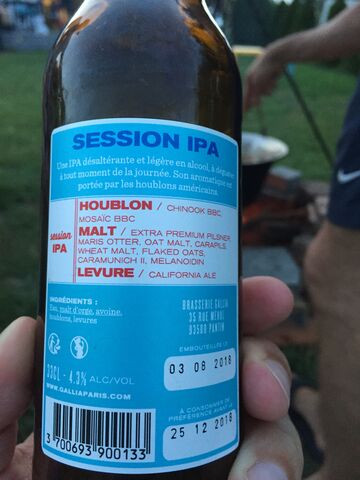 SESSION IPA
Une IPA désaltérante et légère en alcool, à déguster
à tout moment de la journée. Son aromatique est
portée par les houblons américains
session
IPA
HOUBLON / CHINOOK BBC,
MOSAÏC BBC
MALT / EXTRA PREMIUM PILSNER,
MARIS OTTER, OAT MALT, CARAPILS,
WHEAT MALT, FLAKED OATS,
CARAMUNICH II, MELANOIDIN
LEVURE / CALIFORNIA ALE
INGRÉDIENTS :
Eau, malt d'orge, avoine,
houblons, levures
33CL - 4.3% ALC/VOL
WWW.GALLIAPARIS.COM
3 700693 900133
BRASSERIE GALLIA
35 RUE MÉHUL
93500 PANTIN
EMBOUTEILLÉ LE
03 08 2018
À CONSOMMER DE
PRÉFÉRENCE AVANT LE
25 12 2018